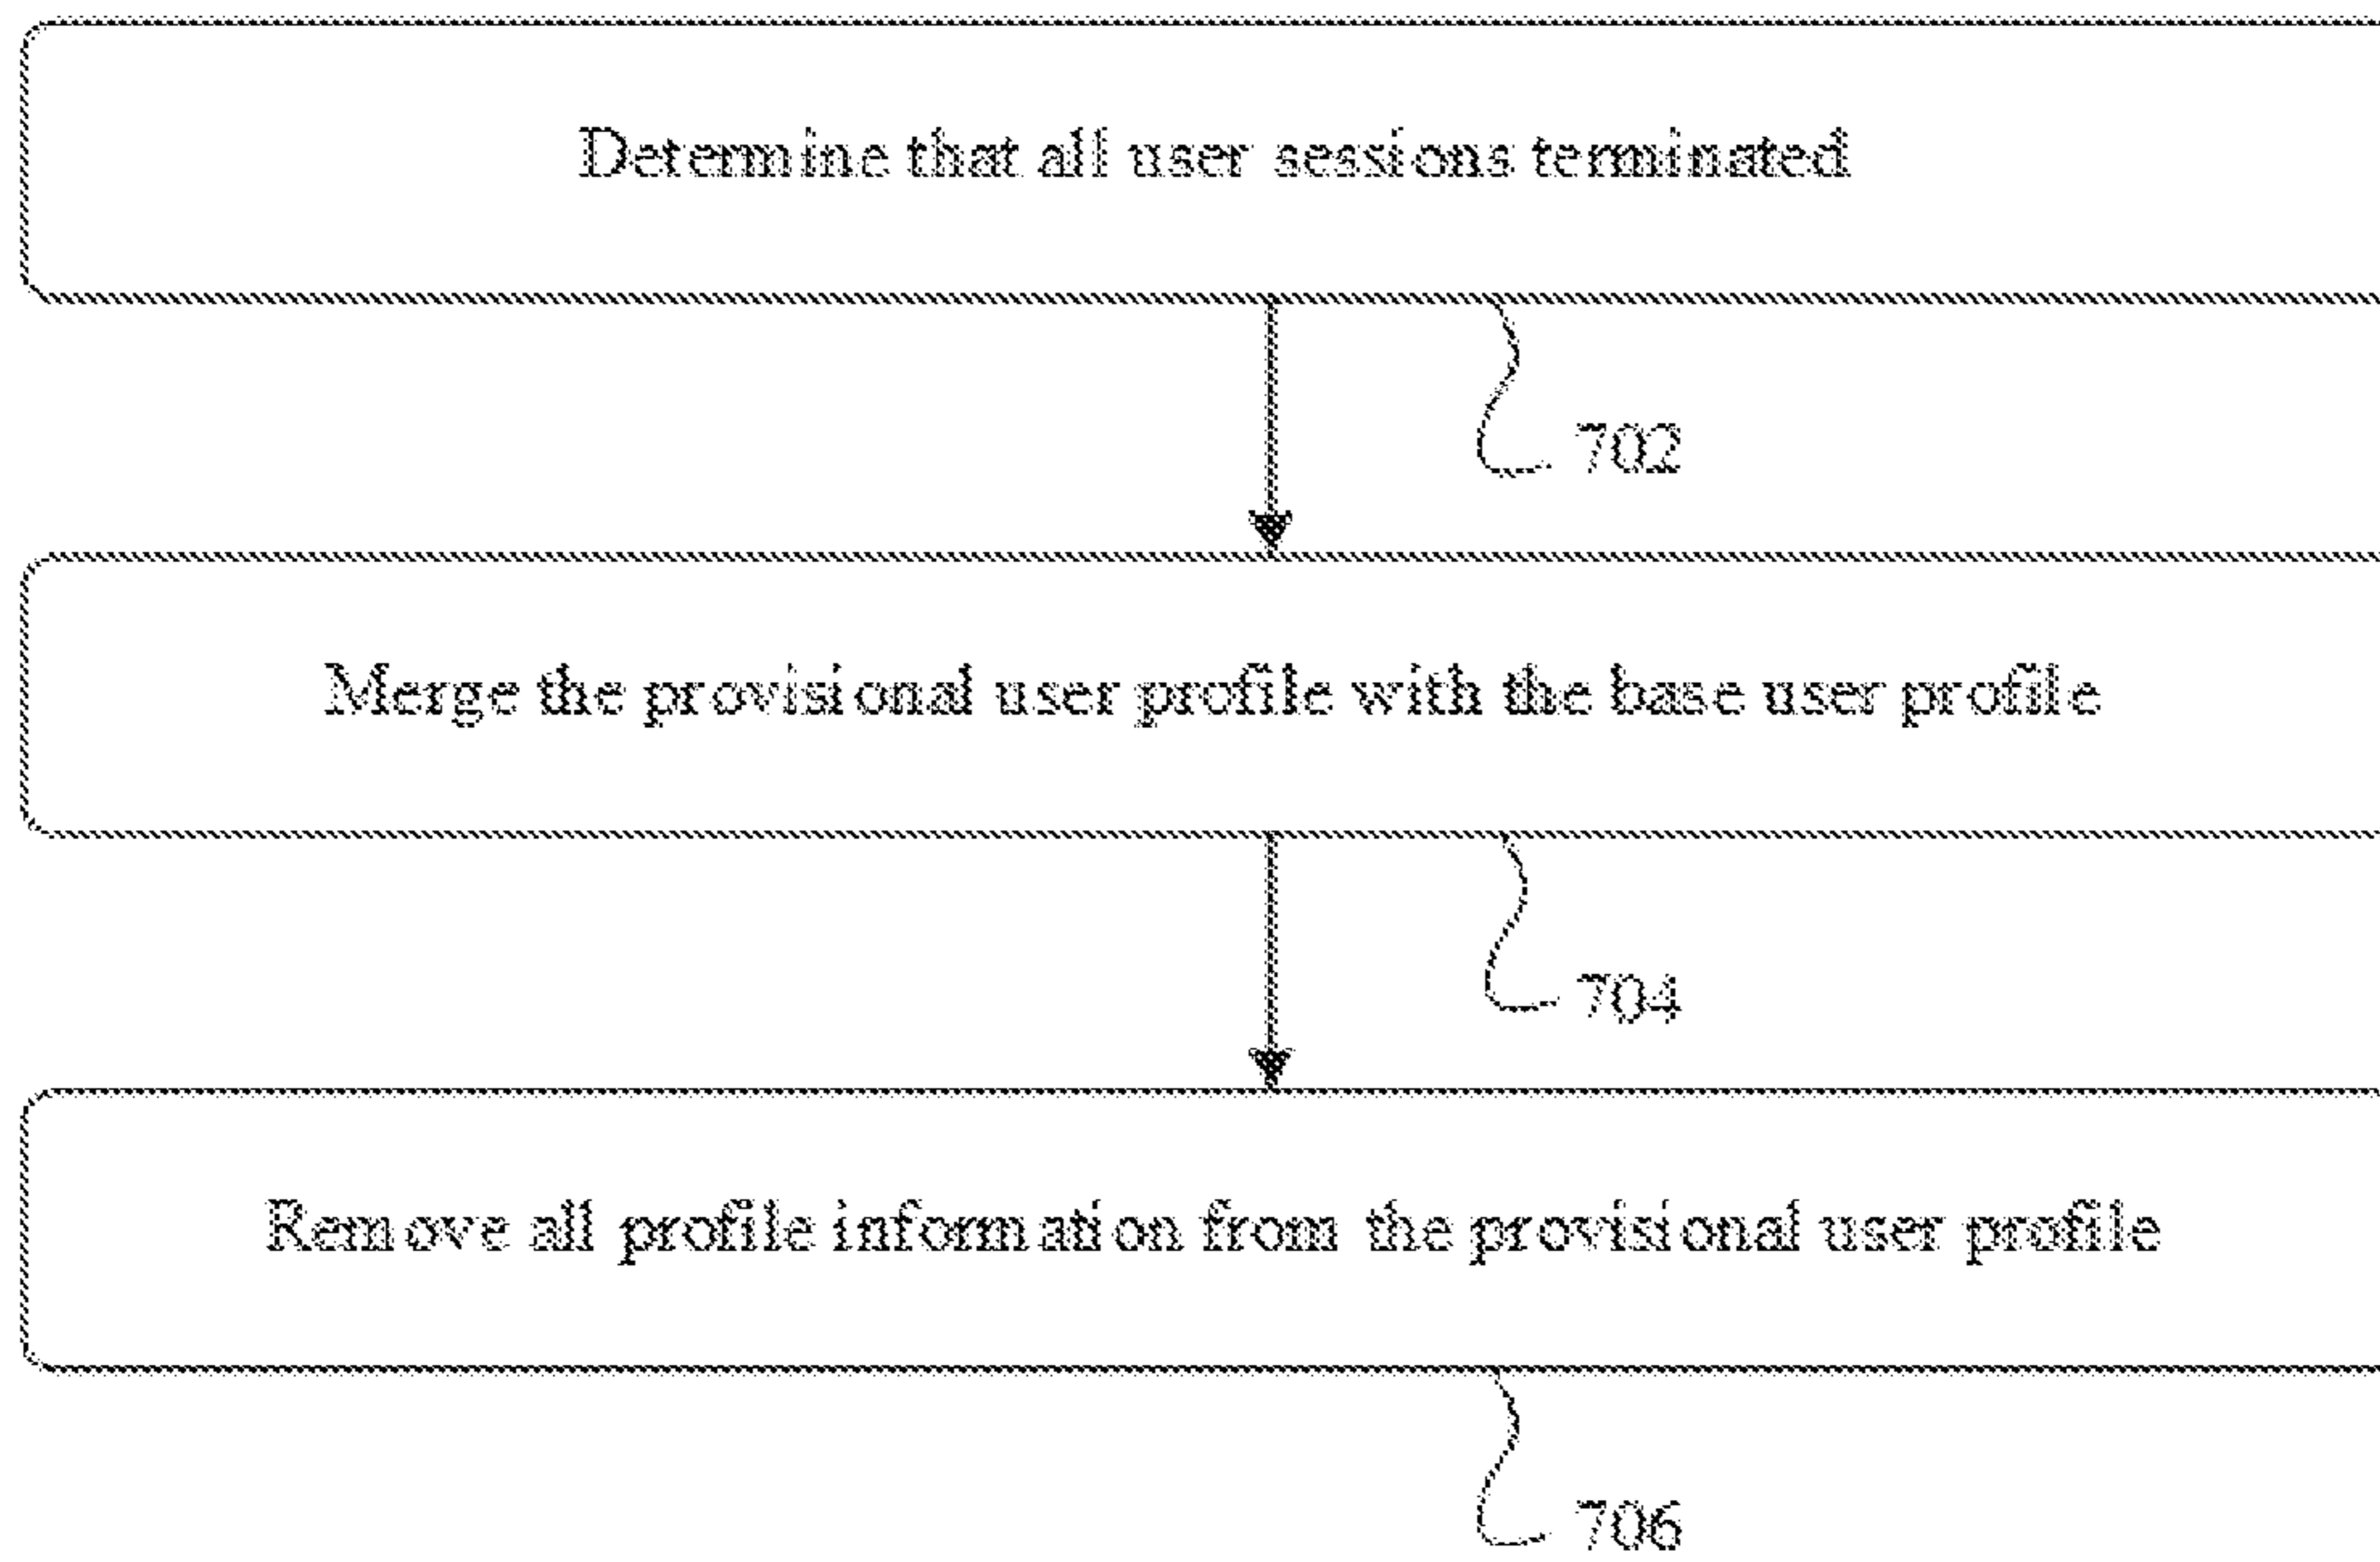 Determine that all user sessions terminated
702
Merge the provisional user profile with the base user profile
704
Remove all profile information from the provisional user profile
706